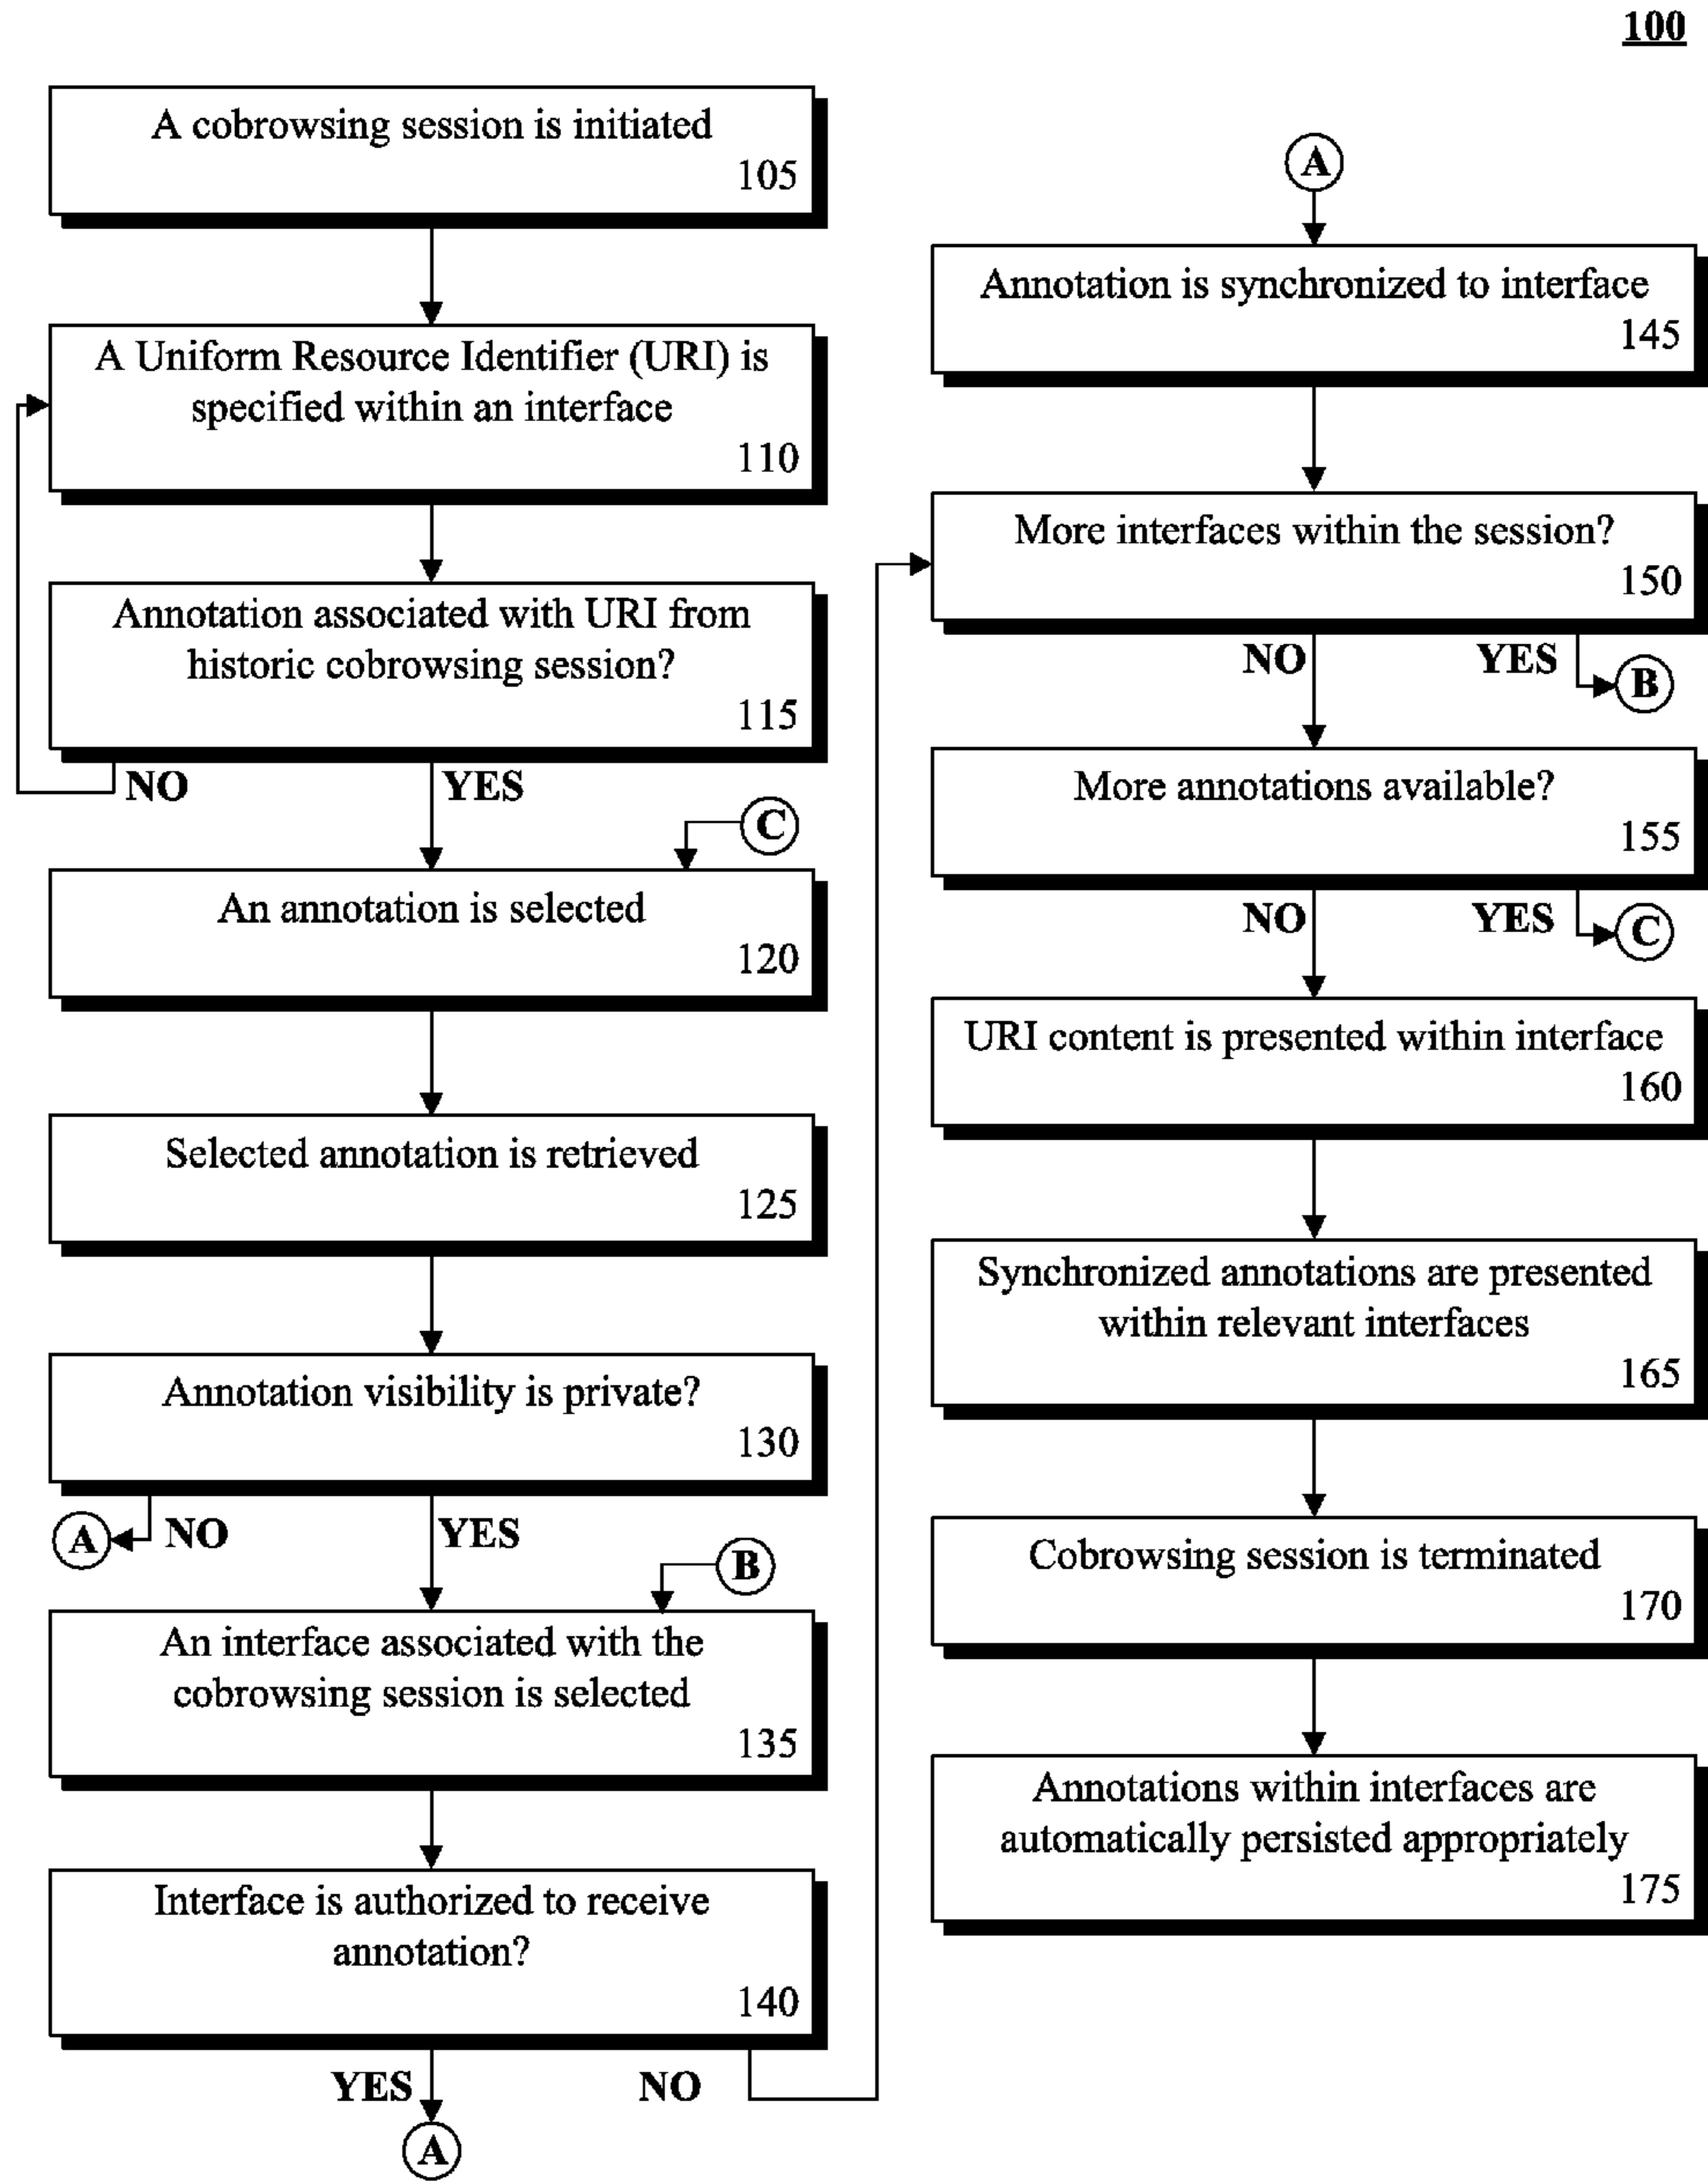 100
A cobrowsing session is initiated
105
A Uniform Resource Identifier (URI) is
specified within an interface
110
Annotation associated with URI from
historic cobrowsing session?
115
NO
YES
C
An annotation is selected
120
Selected annotation is retrieved
125
Annotation visibility is private?
130
A
NO
YES
B
An interface associated with the
cobrowsing session is selected
135
Interface is authorized to receive
annotation?
140
YES
NO
A
A
Annotation is synchronized to interface
145
More interfaces within the session?
150
NO
YES
B
More annotations available?
155
NO
YES
C
URI content is presented within interface
160
Synchronized annotations are presented
within relevant interfaces
165
Cobrowsing session is terminated
170
Annotations within interfaces are
automatically persisted appropriately
175